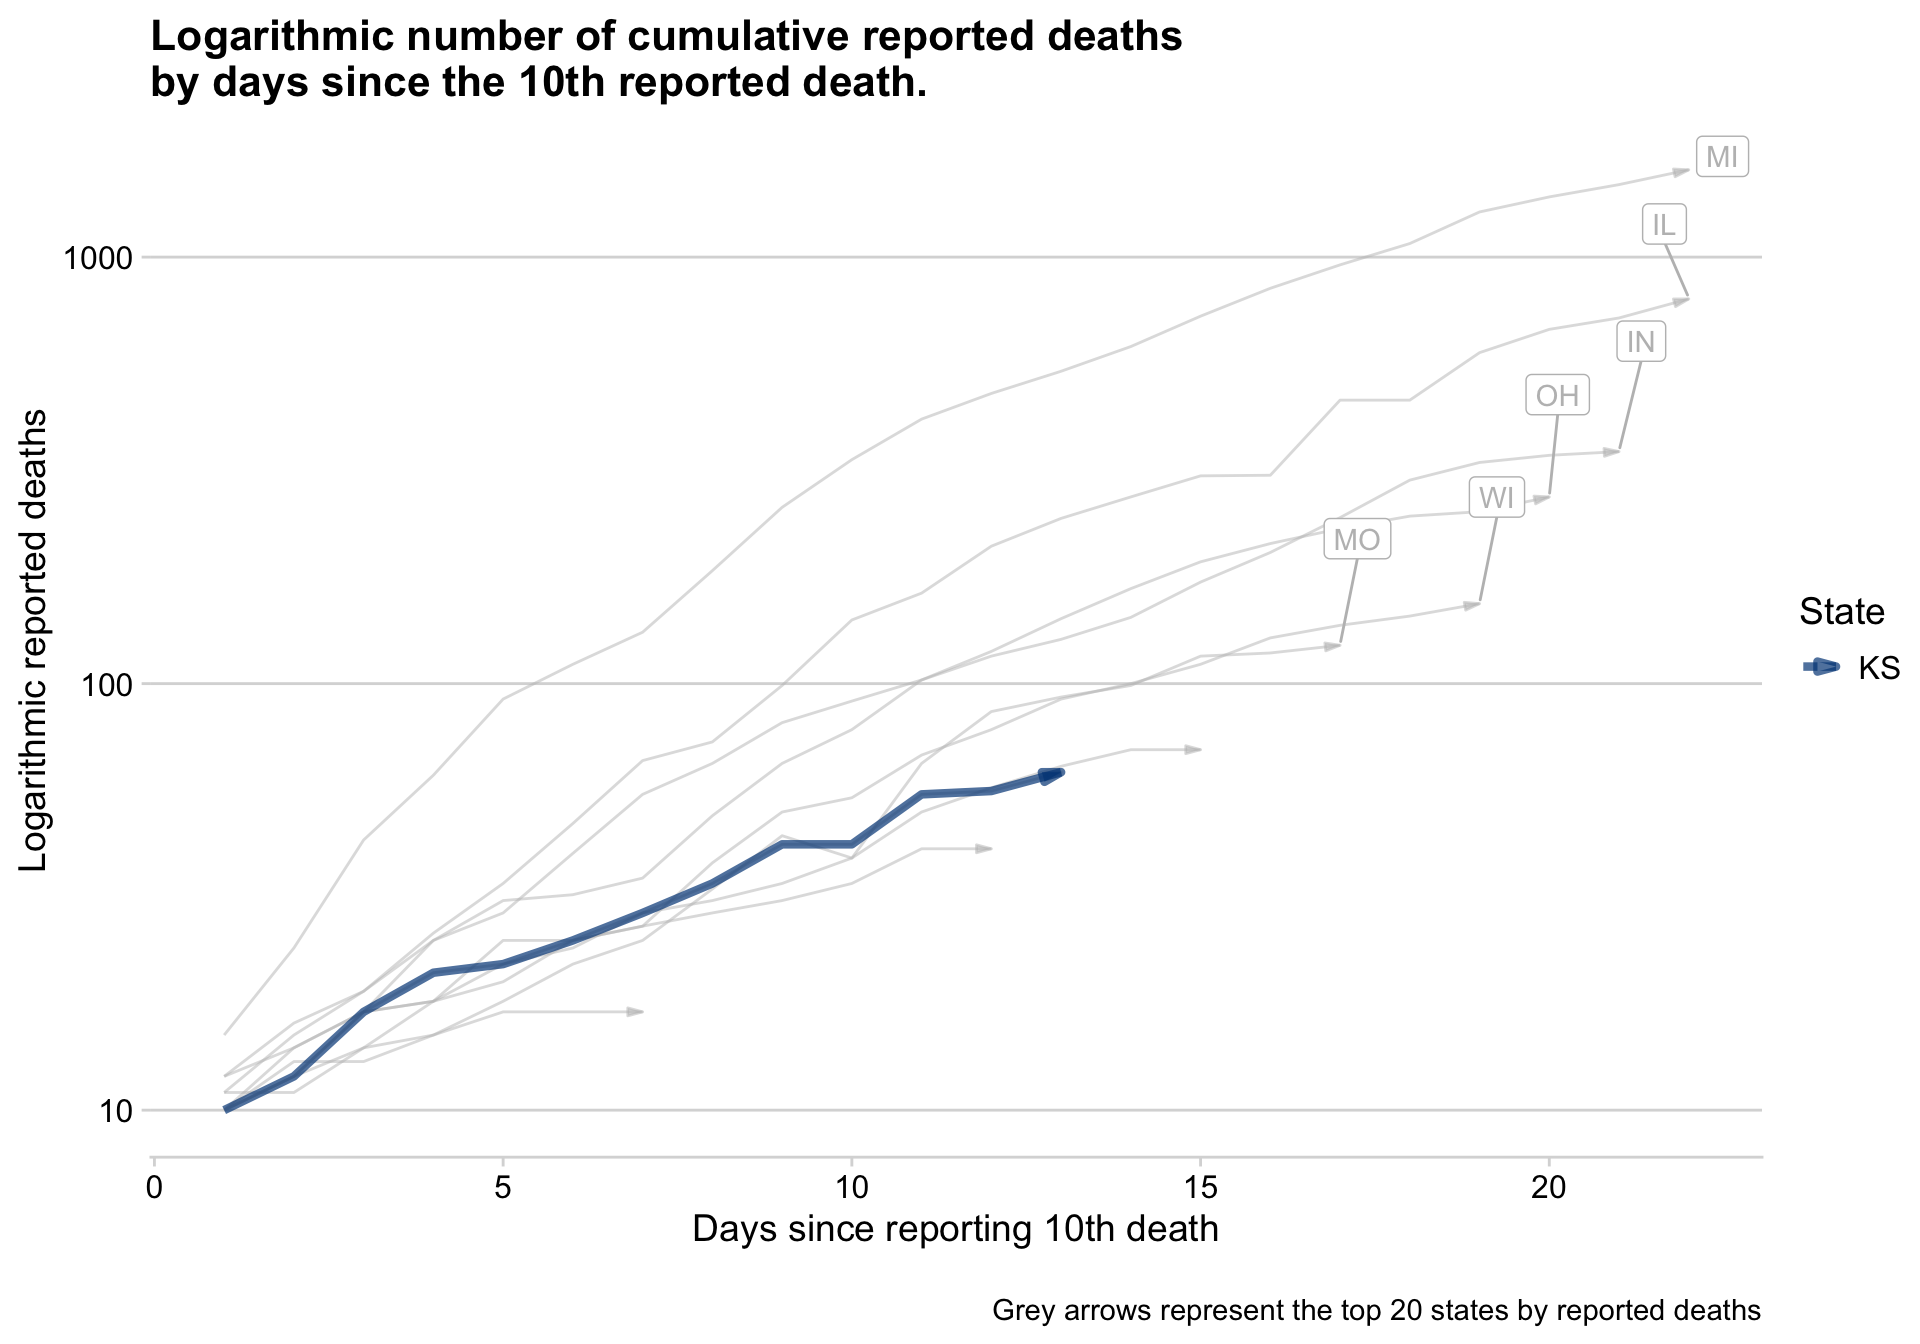 Logarithmic number of cumulative reported deaths
by days since the 10th reported death.
MI
IL
1000
IN
OH
WI
MO
Logarithmic reported deaths
State
KS
100
10
0 5 10 15 20
Days since reporting 10th death
Grey arrows represent the top 20 states by reported deaths